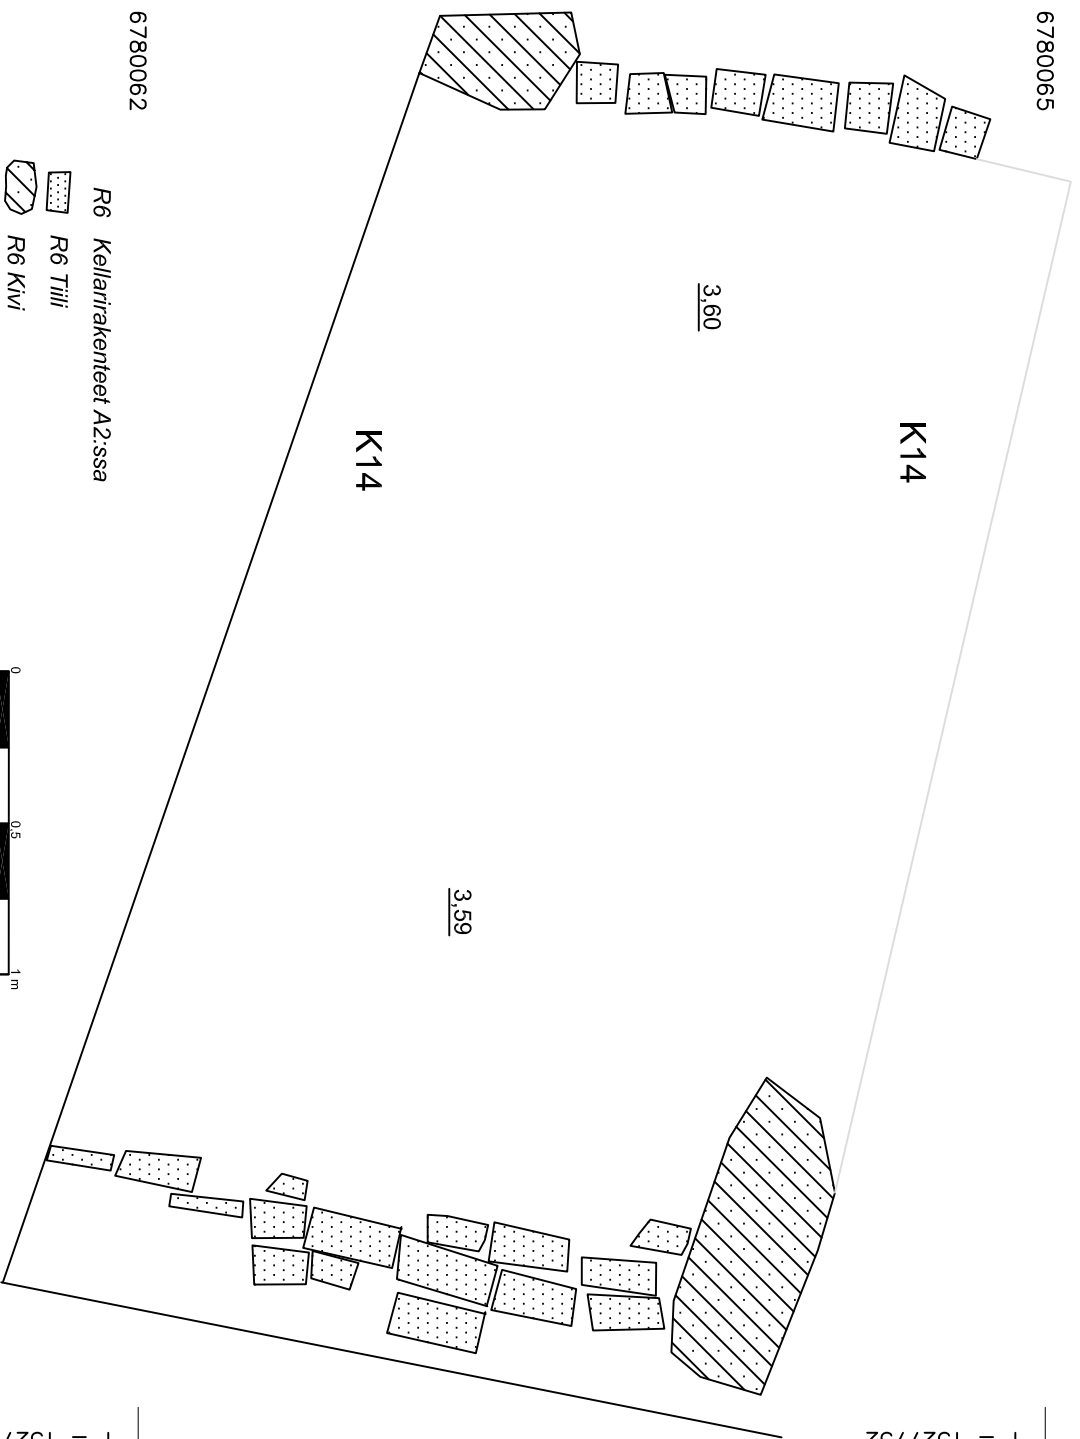 6780065
6780062
K14
K14
3,60
3,59
R6 Kellarirakenteet A2:ssa
R6 Tiili
R6 Kivi
0
0,5
1 m